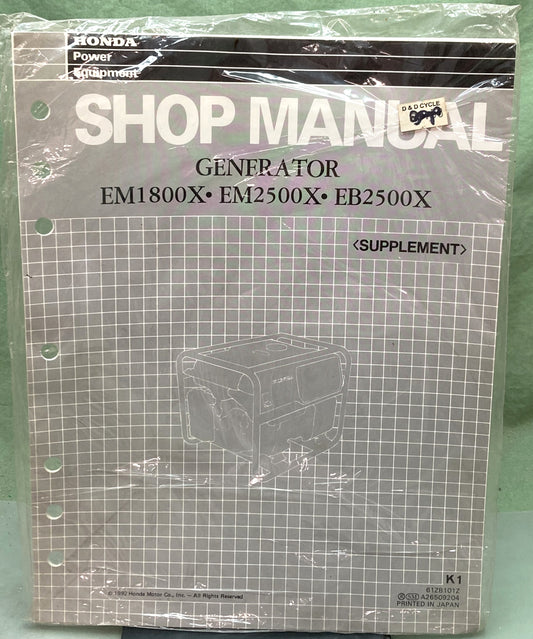 HONDA
Power
Equipment
SHOP MANUAL
D & D CYCLE
GENERATOR
EM1800X • EM2500X • EB2500X
<SUPPLEMENT>
K1
61ZB101Z
A26509204
PRINTED IN JAPAN
© 1992 Honda Motor Co., Inc. — All Rights Reserved